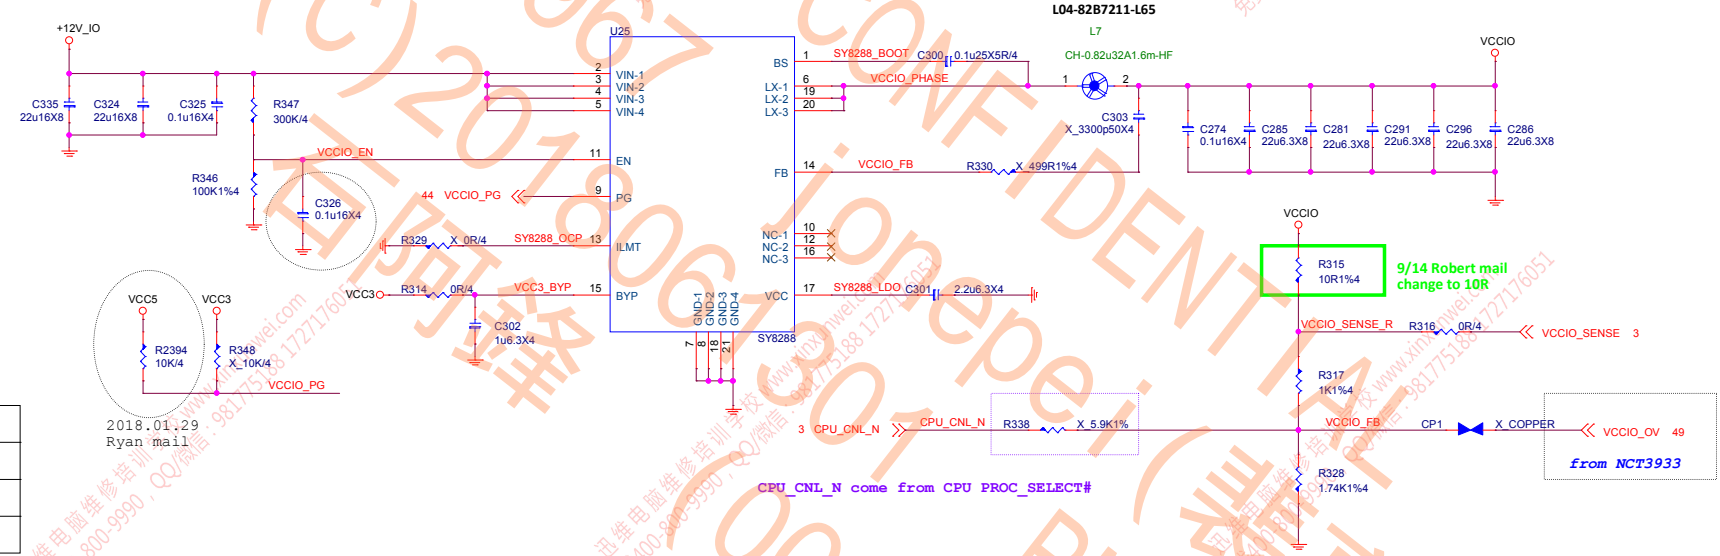 L04-82B7211-L65
L7
CH-0.82u32A1.6m-HF
+12V_IO
U25
VCCIO
C335
22u16X8
C324
22u16X8
C325
0.1u16X4
R347
300K/4
2
3
4
5
VIN-1
VIN-2
VIN-3
VIN-4
BS
1
SY8288_BOOT
C300
0.1u25X5R/4
LX-1
LX-2
LX-3
6
19
20
VCCIO_PHASE
1
2
C303
X_3300p50X4
C274
0.1u16X4
C285
22u6.3X8
C281
22u6.3X8
C291
22u6.3X8
C296
22u6.3X8
C286
22u6.3X8
VCCIO_EN
11
EN
R346
100K1%4
C326
0.1u16X4
44 VCCIO_PG
9
PG
FB
14
VCCIO_FB
R330
X_499R1%4
R329
X_0R/4
SY8288_OCP
13
ILMT
NC-1
NC-2
NC-3
10
12
16
VCC3
R314
0R/4
VCC3_BYP
15
BYP
VCC
17
SY8288_LDO
C301
2.2u6.3X4
C302
1u6.3X4
GND-1
GND-2
GND-3
GND-4
7
8
18
21
SY8288
VCC5
VCC3
R2394
10K/4
R348
X_10K/4
VCCIO_PG
2018.01.29
Ryan mail
VCCIO
R315
10R1%4
9/14 Robert mail
change to 10R
VCCIO_SENSE_R
R316
0R/4
VCCIO_SENSE 3
R317
1K1%4
3 CPU_CNL_N
CPU_CNL_N
R338
X_5.9K1%
VCCIO_FB
CP1
X_COPPER
VCCIO_OV 49
from NCT3933
R328
1.74K1%4
CPU_CNL_N come from CPU PROC_SELECT#